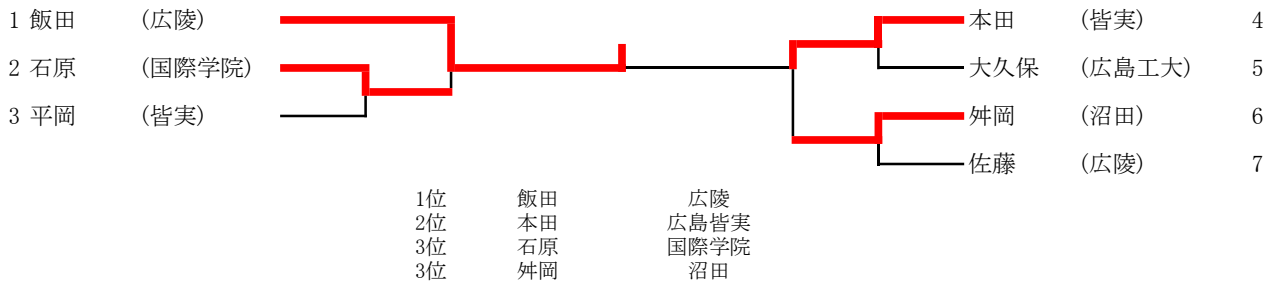 1 飯田 (広陵) 本田 (皆実) 4
2 石原 (国際学院) 大久保 (広島工大) 5
3 平岡 (皆実) 舛岡 (沼田) 6
佐藤 (広陵) 7
1位 飯田 広陵
2位 本田 広島皆実
3位 石原 国際学院
3位 舛岡 沼田